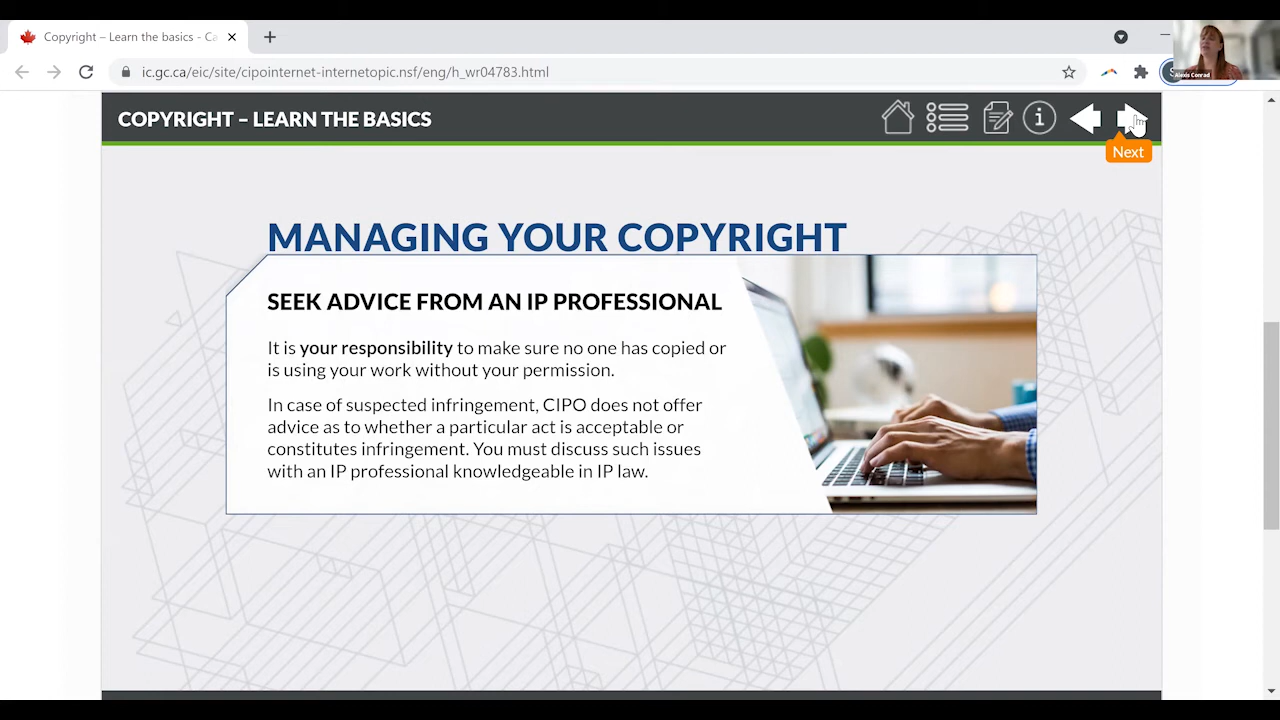 Copyright – Learn the basics - Ca
ic.gc.ca/eic/site/cipointernet-internetopic.nsf/eng/h_wr04783.html
Alexis Conrad
COPYRIGHT – LEARN THE BASICS
Next
MANAGING YOUR COPYRIGHT
SEEK ADVICE FROM AN IP PROFESSIONAL
It is your responsibility to make sure no one has copied or
is using your work without your permission.
In case of suspected infringement, CIPO does not offer
advice as to whether a particular act is acceptable or
constitutes infringement. You must discuss such issues
with an IP professional knowledgeable in IP law.